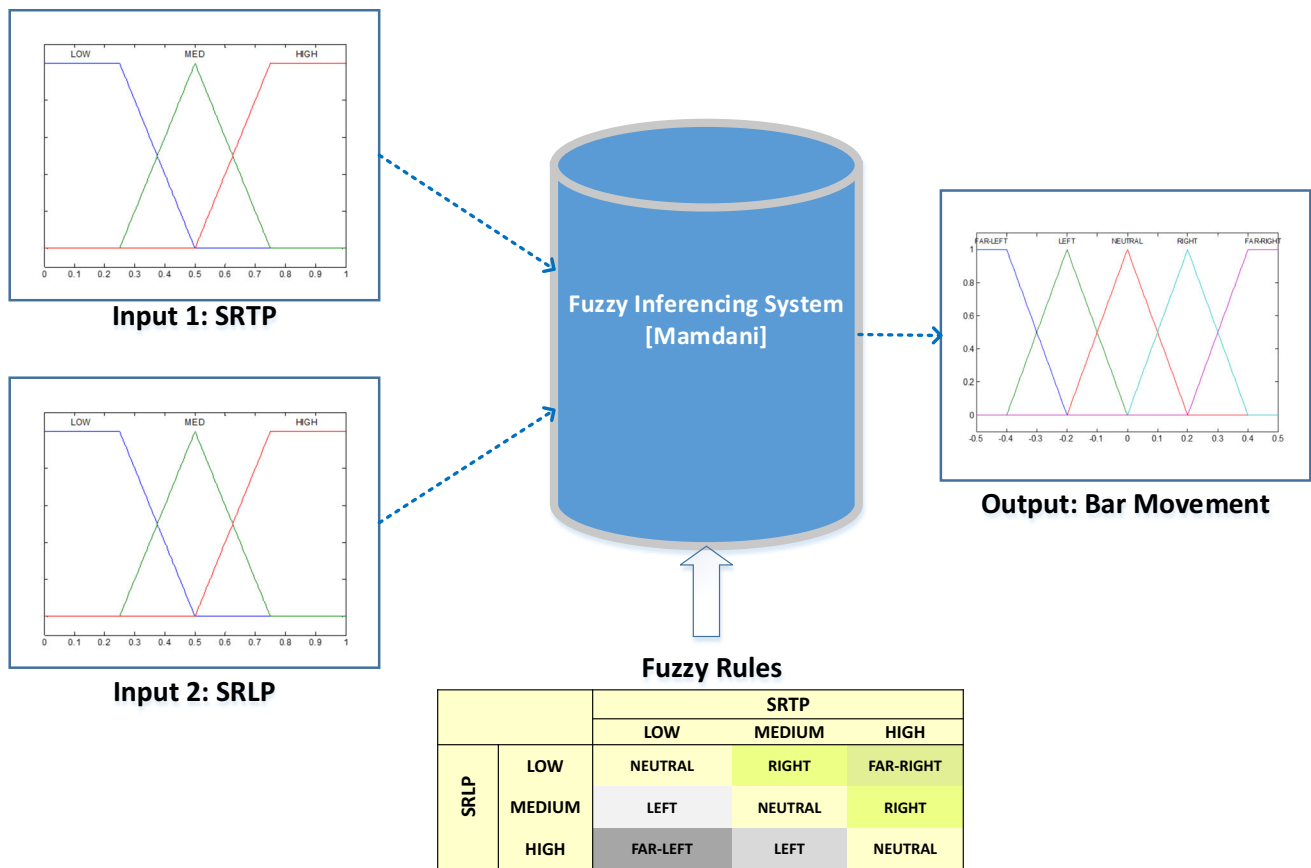 LOW MED HIGH
0 0.1 0.2 0.3 0.4 0.5 0.6 0.7 0.8 0.9 1
Input 1: SRTP
LOW MED HIGH
0 0.1 0.2 0.3 0.4 0.5 0.6 0.7 0.8 0.9 1
Input 2: SRLP
Fuzzy Inferencing System
[Mamdani]
FAR-LEFT LEFT NEUTRAL RIGHT FAR-RIGHT
1
0.8
0.6
0.4
0.2
0
-0.5 -0.4 -0.3 -0.2 -0.1 0 0.1 0.2 0.3 0.4 0.5
Output: Bar Movement
Fuzzy Rules
SRTP
LOW MEDIUM HIGH
SRLP
LOW NEUTRAL RIGHT FAR-RIGHT
MEDIUM LEFT NEUTRAL RIGHT
HIGH FAR-LEFT LEFT NEUTRAL